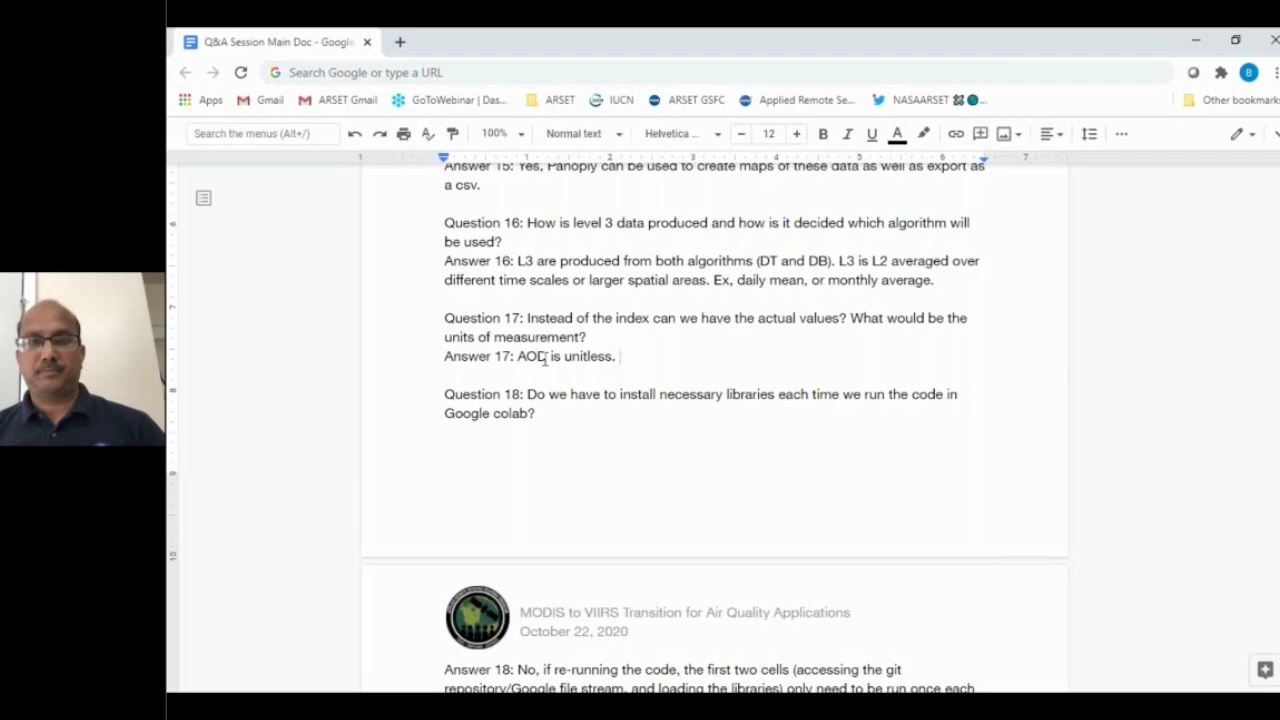 Q&A Session Main Doc - Google
Search Google or type a URL
B
Apps
Gmail
ARSET Gmail
GoToWebinar | Das...
ARSET
IUCN
ARSET GSFC
Applied Remote Se...
NASAARSET
Other bookmarks
Search the menus (Alt+/)
100%
Normal text
Helvetica ...
12
B I U A
1 1 2 3 4 5 6 7
Answer 15: Yes, Panoply can be used to create maps of these data as well as export as
a csv.
Question 16: How is level 3 data produced and how is it decided which algorithm will
be used?
Answer 16: L3 are produced from both algorithms (DT and DB). L3 is L2 averaged over
different time scales or larger spatial areas. Ex, daily mean, or monthly average.
Question 17: Instead of the index can we have the actual values? What would be the
units of measurement?
Answer 17: AOD is unitless.
Question 18: Do we have to install necessary libraries each time we run the code in
Google colab?
MODIS to VIIRS Transition for Air Quality Applications
October 22, 2020
Answer 18: No, if re-running the code, the first two cells (accessing the git
repository/Google file stream, and loading the libraries) only need to be run once each